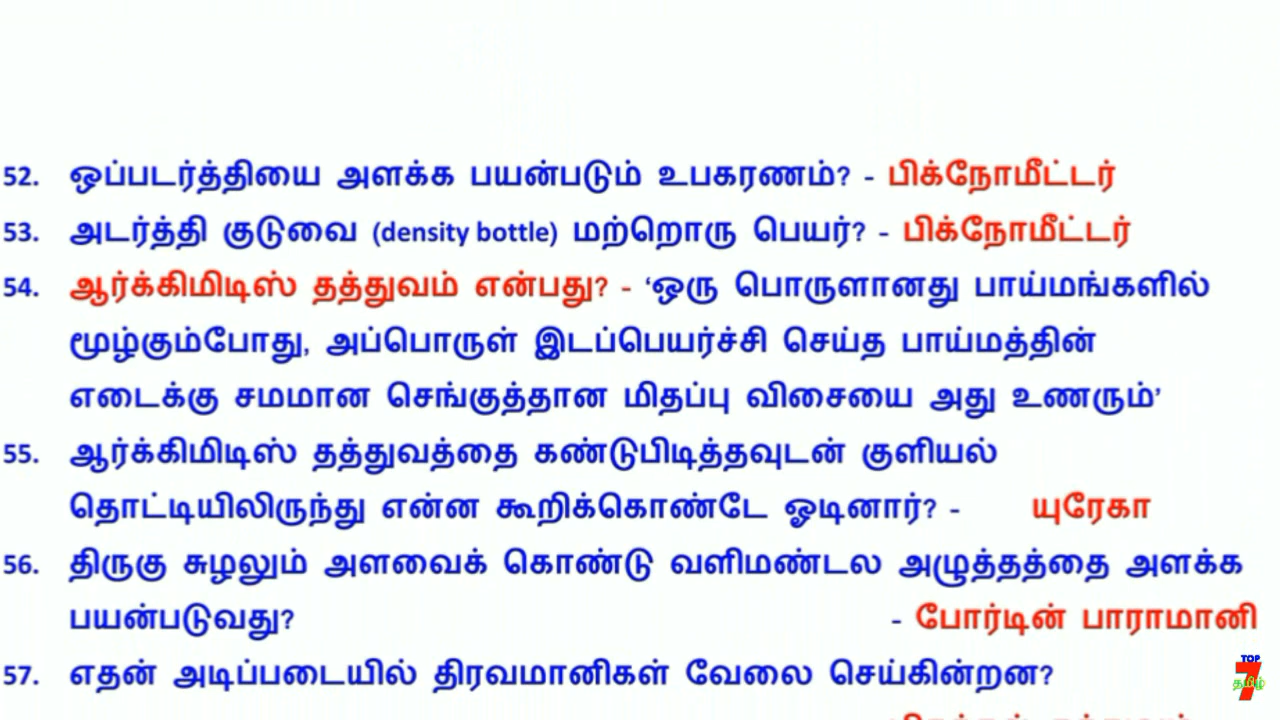 52. ஒப்படர்த்தியை அளக்க பயன்படும் உபகரணம்? - பிக்நோமீட்டர்
53. அடர்த்தி குடுவை (density bottle) மற்றொரு பெயர்? - பிக்நோமீட்டர்
54. ஆர்க்கிமிடிஸ் தத்துவம் என்பது? - ‘ஒரு பொருளானது பாய்மங்களில்
மூழ்கும்போது, அப்பொருள் இடப்பெயர்ச்சி செய்த பாய்மத்தின்
எடைக்கு சமமான செங்குத்தான மிதப்பு விசையை அது உணரும்’
55. ஆர்க்கிமிடிஸ் தத்துவத்தை கண்டுபிடித்தவுடன் குளியல்
தொட்டியிலிருந்து என்ன கூறிக்கொண்டே ஓடினார்? - யுரேகா
56. திருகு சுழலும் அளவைக் கொண்டு வளிமண்டல அழுத்தத்தை அளக்க
பயன்படுவது? - போர்டின் பாராமானி
57. எதன் அடிப்படையில் திரவமானிகள் வேலை செய்கின்றன?
TOP
7
தமிழ்